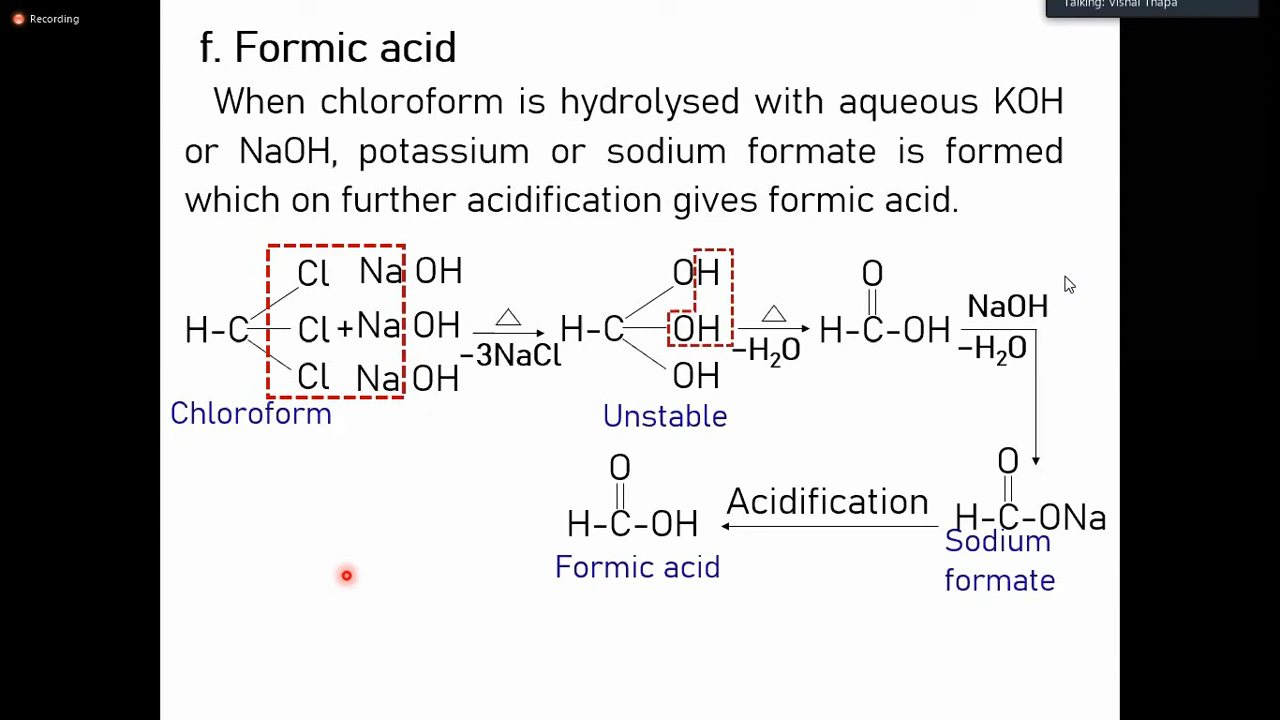 Recording
Talking: Vishal Thapa
f. Formic acid
When chloroform is hydrolysed with aqueous KOH
or NaOH, potassium or sodium formate is formed
which on further acidification gives formic acid.
Cl Na OH
H-C Cl + Na OH
Cl Na OH
△
-3NaCl
Chloroform
OH
H-C OH
OH
Unstable
△
-H₂O
O
H-C-OH
NaOH
-H₂O
O
H-C-ONa
Sodium
formate
Acidification
O
H-C-OH
Formic acid